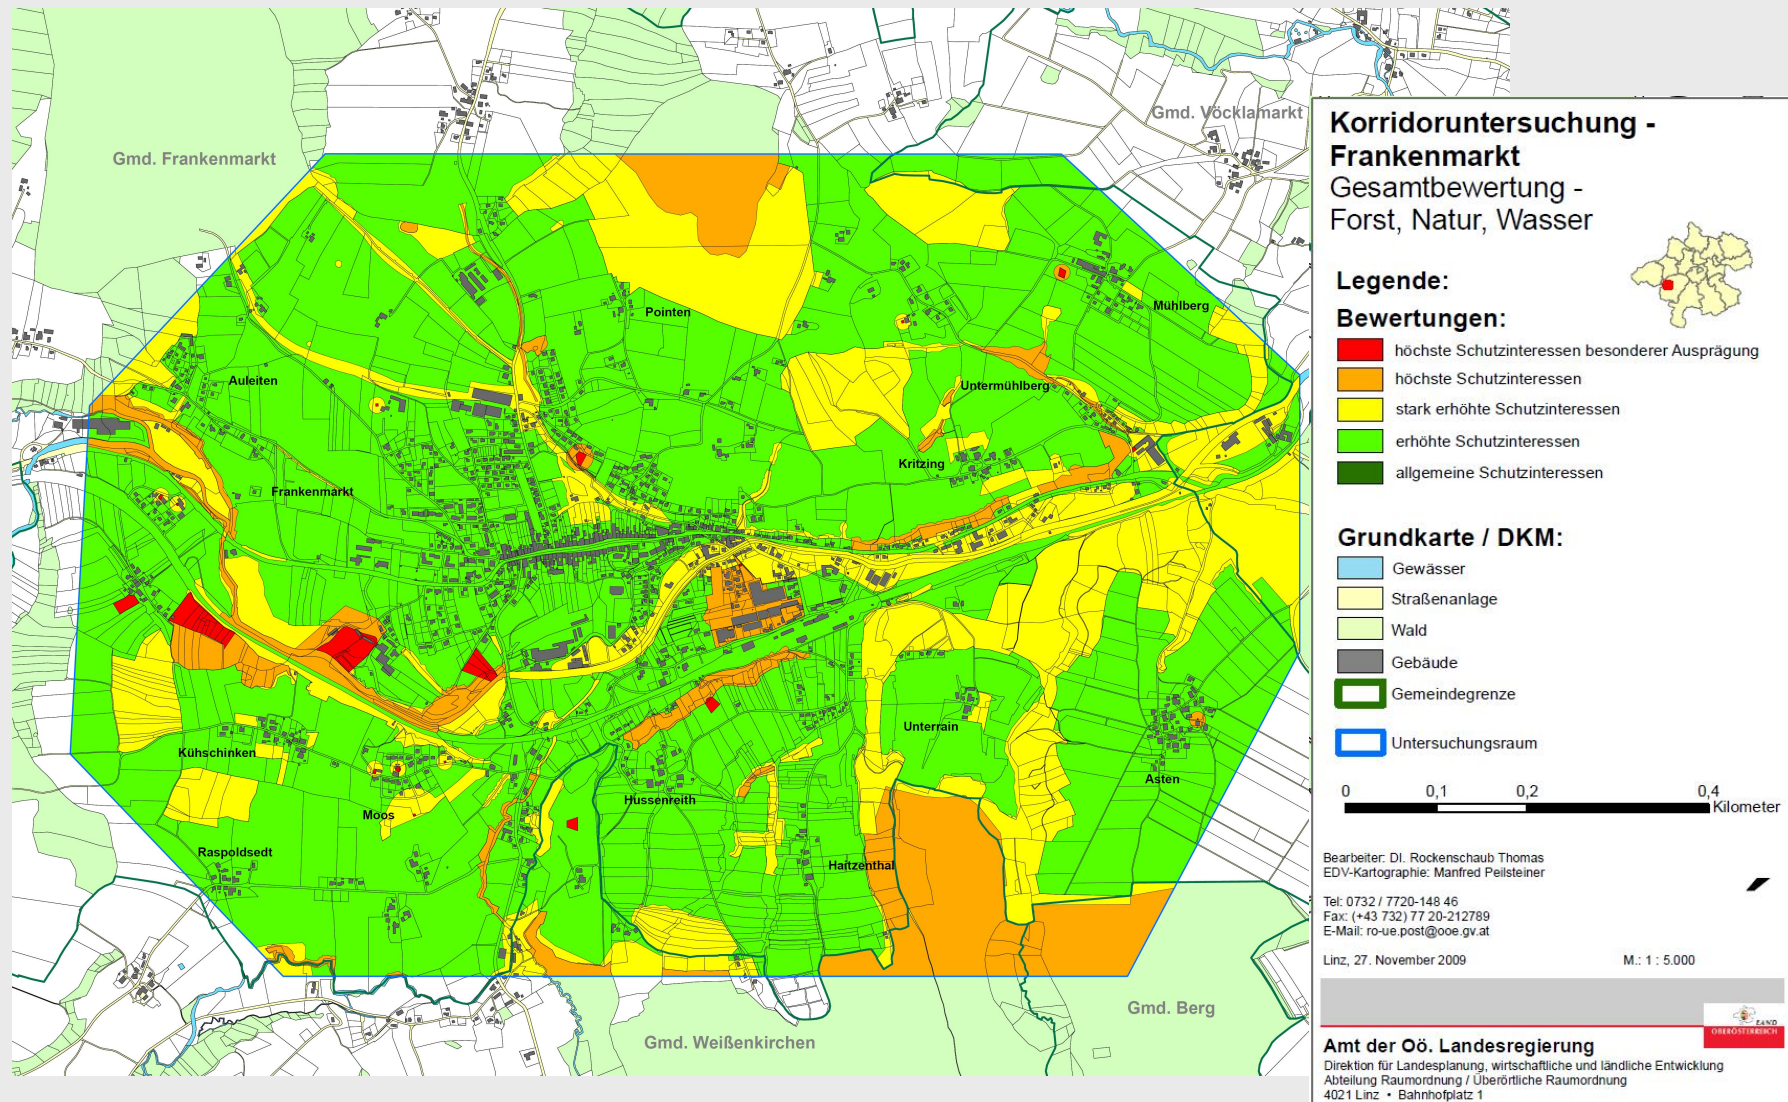 Gmd. Frankenmarkt
Gmd. Vöcklamarkt
Mühlberg
Pointen
Auleiten
Untermühlberg
Kritzing
Frankenmarkt
Unterrain
Kühschinken
Asten
Hussenreith
Moos
Raspoldsedt
Haitzenthal
Gmd. Berg
Gmd. Weißenkirchen
Korridoruntersuchung -
Frankenmarkt
Gesamtbewertung -
Forst, Natur, Wasser
Legende:
Bewertungen:
höchste Schutzinteressen besonderer Ausprägung
höchste Schutzinteressen
stark erhöhte Schutzinteressen
erhöhte Schutzinteressen
allgemeine Schutzinteressen
Grundkarte / DKM:
Gewässer
Straßenanlage
Wald
Gebäude
Gemeindegrenze
Untersuchungsraum
0 0,1 0,2 0,4
Kilometer
Bearbeiter: DI. Rockenschaub Thomas
EDV-Kartographie: Manfred Peilsteiner
Tel: 0732 / 7720-148 46
Fax: (+43 732) 77 20-212789
E-Mail: ro-ue.post@ooe.gv.at
Linz, 27. November 2009 M.: 1 : 5.000
LAND
OBERÖSTERREICH
Amt der Oö. Landesregierung
Direktion für Landesplanung, wirtschaftliche und ländliche Entwicklung
Abteilung Raumordnung / Überörtliche Raumordnung
4021 Linz • Bahnhofplatz 1